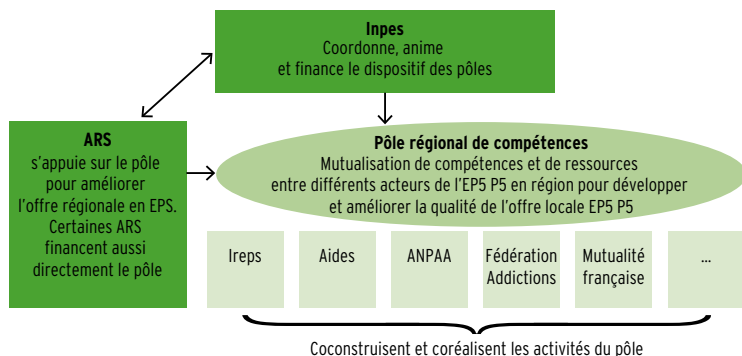 Inpes
Coordonne, anime
et finance le dispositif des pôles
ARS
s'appuie sur le pôle
pour améliorer
l'offre régionale en EPS.
Certaines ARS
financent aussi
directement le pôle
Pôle régional de compétences
Mutualisation de compétences et de ressources
entre différents acteurs de l'EP5 P5 en région pour développer
et améliorer la qualité de l'offre locale EP5 P5
Ireps
Aides
ANPAA
Fédération
Addictions
Mutualité
française
...
Coconstruisent et coréalisent les activités du pôle